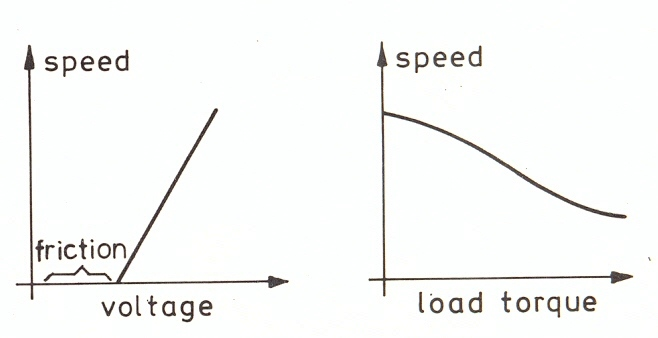 speed
friction
voltage
speed
load torque